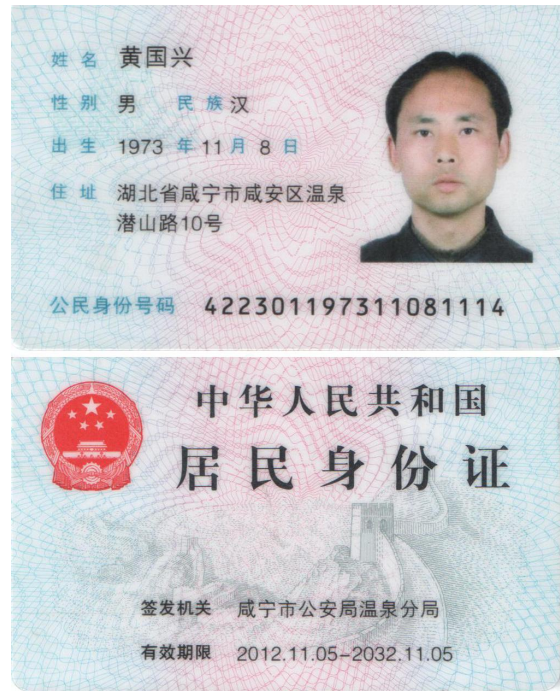 姓名 黄国兴
性别 男 民族 汉
出生 1973 年 11 月 8 日
住址 湖北省咸宁市咸安区温泉
潜山路10号
公民身份号码 422301197311081114
中华人民共和国
居民身份证
签发机关 咸宁市公安局温泉分局
有效期限 2012.11.05-2032.11.05